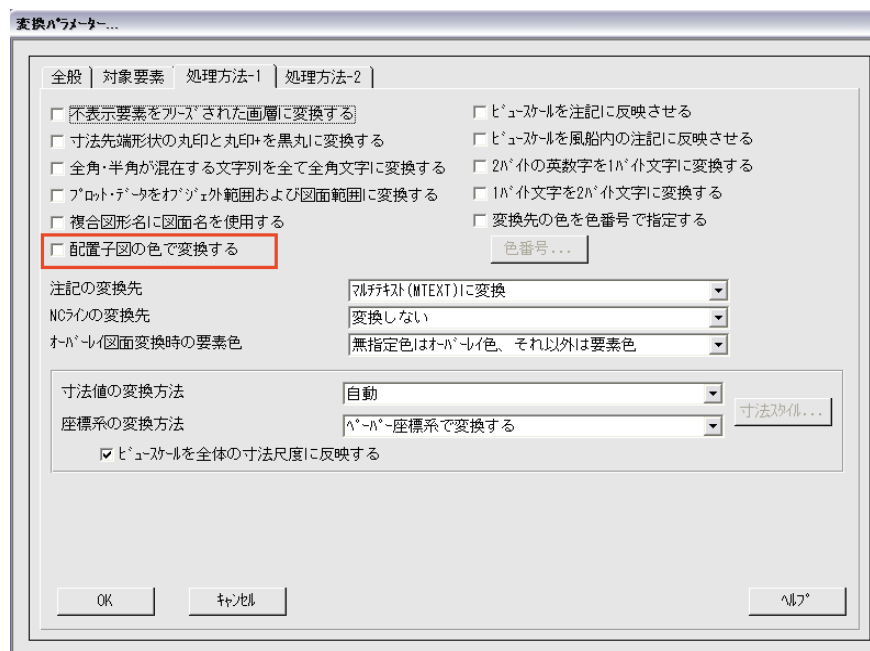 変換ﾊﾟﾗﾒｰﾀｰ...
全般
対象要素
処理方法-1
処理方法-2
不表示要素をﾌﾘｰｽﾞされた画層に変換する
寸法先端形状の丸印と丸印+を黒丸に変換する
全角･半角が混在する文字列を全て全角文字に変換する
ﾌﾟﾛｯﾄ･ﾃﾞｰﾀをｵﾌﾞｼﾞｪｸﾄ範囲および図面範囲に変換する
複合図形名に図面名を使用する
配置子図の色で変換する
ﾋﾞｭｰｽｹｰﾙを注記に反映させる
ﾋﾞｭｰｽｹｰﾙを風船内の注記に反映させる
2ﾊﾞｲﾄの英数字を1ﾊﾞｲﾄ文字に変換する
1ﾊﾞｲﾄ文字を2ﾊﾞｲﾄ文字に変換する
変換先の色を色番号で指定する
色番号...
注記の変換先
ﾏﾙﾁﾃｷｽﾄ(MTEXT)に変換
NCﾗｲﾝの変換先
変換しない
ｵｰﾊﾞｰﾚｲ図面変換時の要素色
無指定色はｵｰﾊﾞｰﾚｲ色、それ以外は要素色
寸法値の変換方法
自動
座標系の変換方法
ﾍﾟｰﾊﾟｰ座標系で変換する
寸法ｽﾀｲﾙ...
ﾋﾞｭｰｽｹｰﾙを全体の寸法尺度に反映する
OK
ｷｬﾝｾﾙ
ﾍﾙﾌﾟ